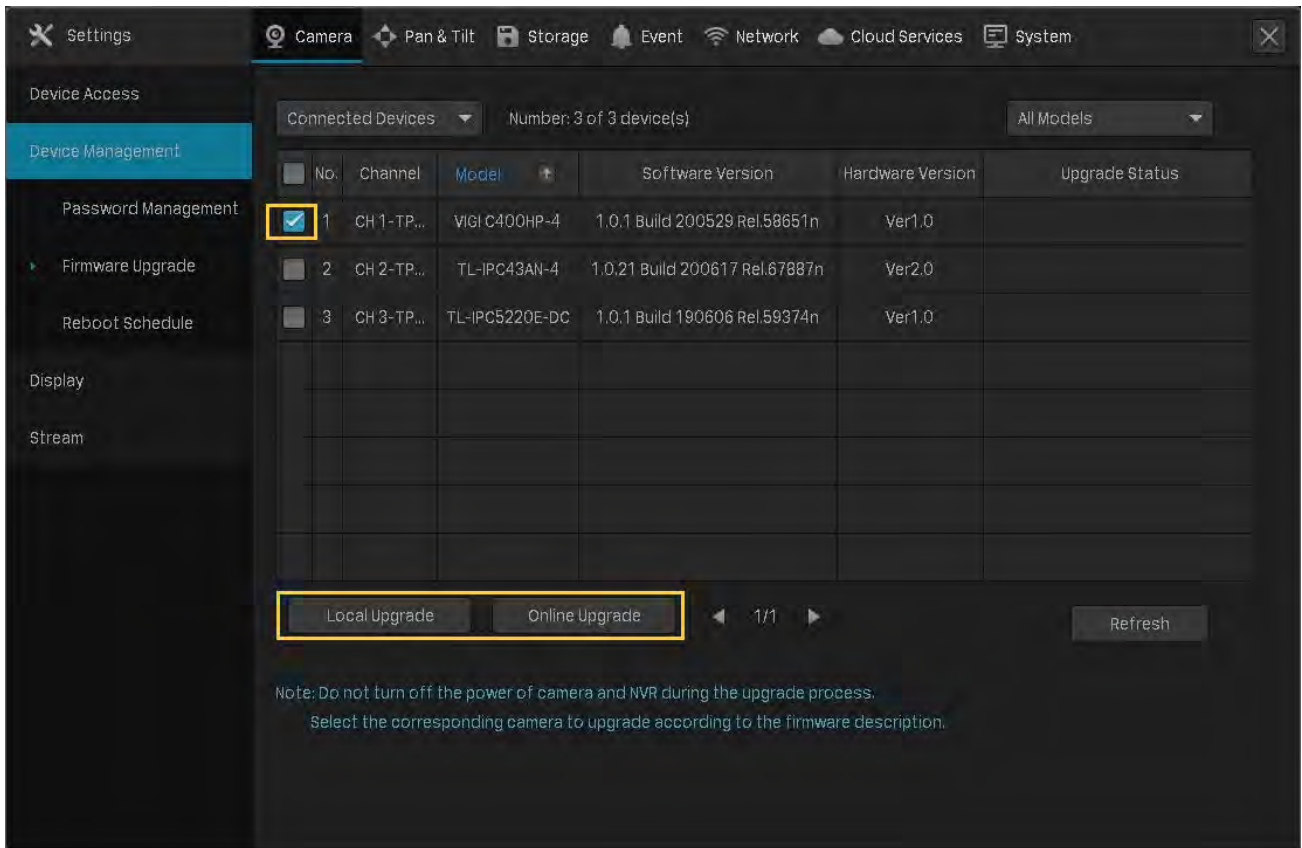 Settings Camera Pan & Tilt Storage Event Network Cloud Services System
Device Access
Device Management
Password Management
Firmware Upgrade
Reboot Schedule
Display
Stream
Connected Devices Number: 3 of 3 device(s) All Models
No. Channel Model Software Version Hardware Version Upgrade Status
1 CH 1-TP... VIGI C400HP-4 1.0.1 Build 200529 Rel.58651n Ver1.0
2 CH 2-TP... TL-IPC43AN-4 1.0.21 Build 200617 Rel.67887n Ver2.0
3 CH 3-TP... TL-IPC5220E-DC 1.0.1 Build 190606 Rel.59374n Ver1.0
Local Upgrade Online Upgrade 1/1 Refresh
Note: Do not turn off the power of camera and NVR during the upgrade process.
Select the corresponding camera to upgrade according to the firmware description.